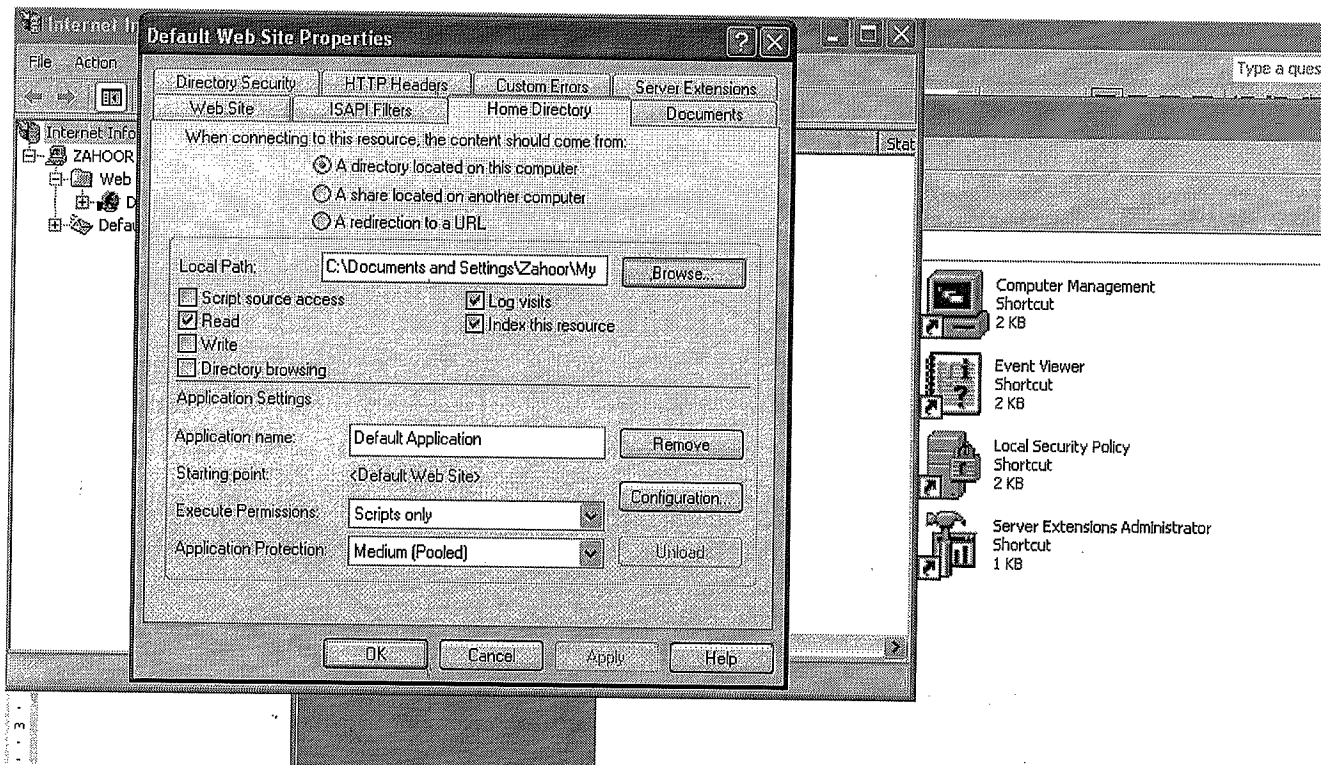 Internet In
File Action
Internet Info
ZAHOOR
Web
D
Defau
Default Web Site Properties
Directory Security HTTP Headers Custom Errors Server Extensions
Web Site ISAPI Filters Home Directory Documents
When connecting to this resource, the content should come from:
A directory located on this computer
A share located on another computer
A redirection to a URL
Local Path: C:\Documents and Settings\Zahoor\My Browse...
Script source access Log visits
Read Index this resource
Write
Directory browsing
Application Settings
Application name: Default Application Remove
Starting point: <Default Web Site>
Configuration...
Execute Permissions: Scripts only
Application Protection: Medium (Pooled) Unload
OK Cancel Apply Help
Stat
Type a ques
Computer Management
Shortcut
2 KB
Event Viewer
Shortcut
2 KB
Local Security Policy
Shortcut
2 KB
Server Extensions Administrator
Shortcut
1 KB
3